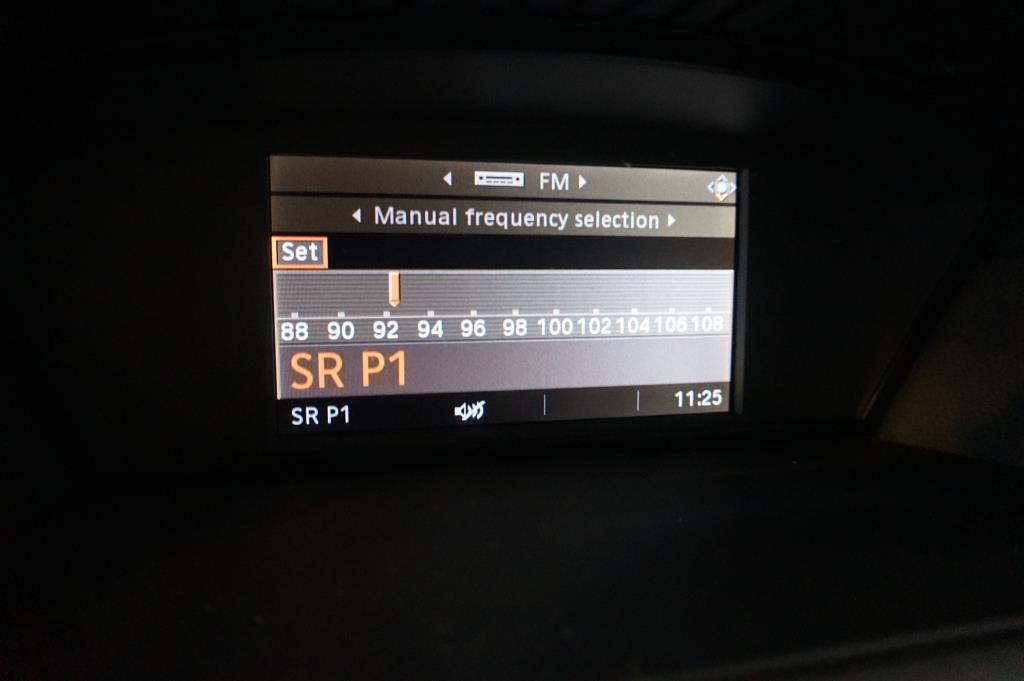 FM
Manual frequency selection
Set
88 90 92 94 96 98 100 102 104 106 108
SR P1
SR P1 11:25